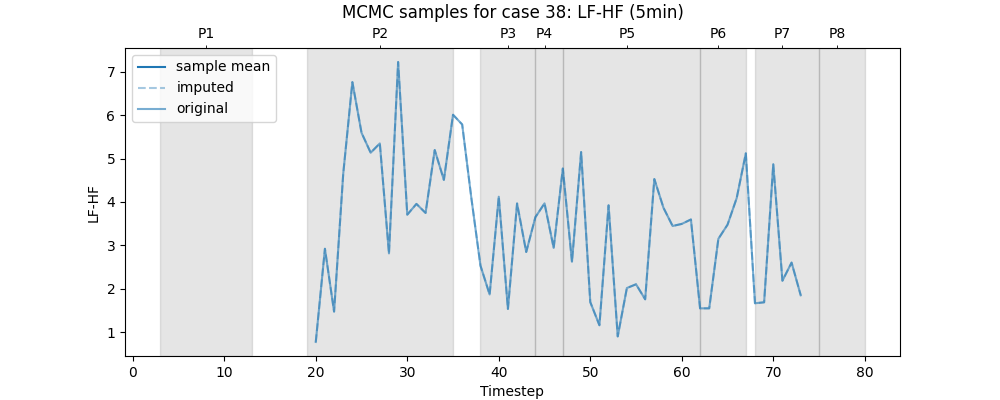 MCMC samples for case 38: LF-HF (5min)
P1 P2 P3 P4 P5 P6 P7 P8
sample mean
imputed
original
7
6
5
4
3
2
1
LF-HF
0 10 20 30 40 50 60 70 80
Timestep